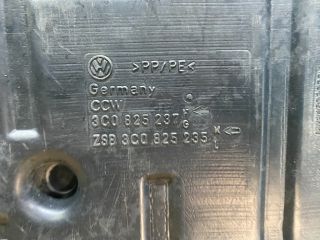 >PP/PE<
Germany
CCW
3C0 825 237
ZSB 3C0 825 235